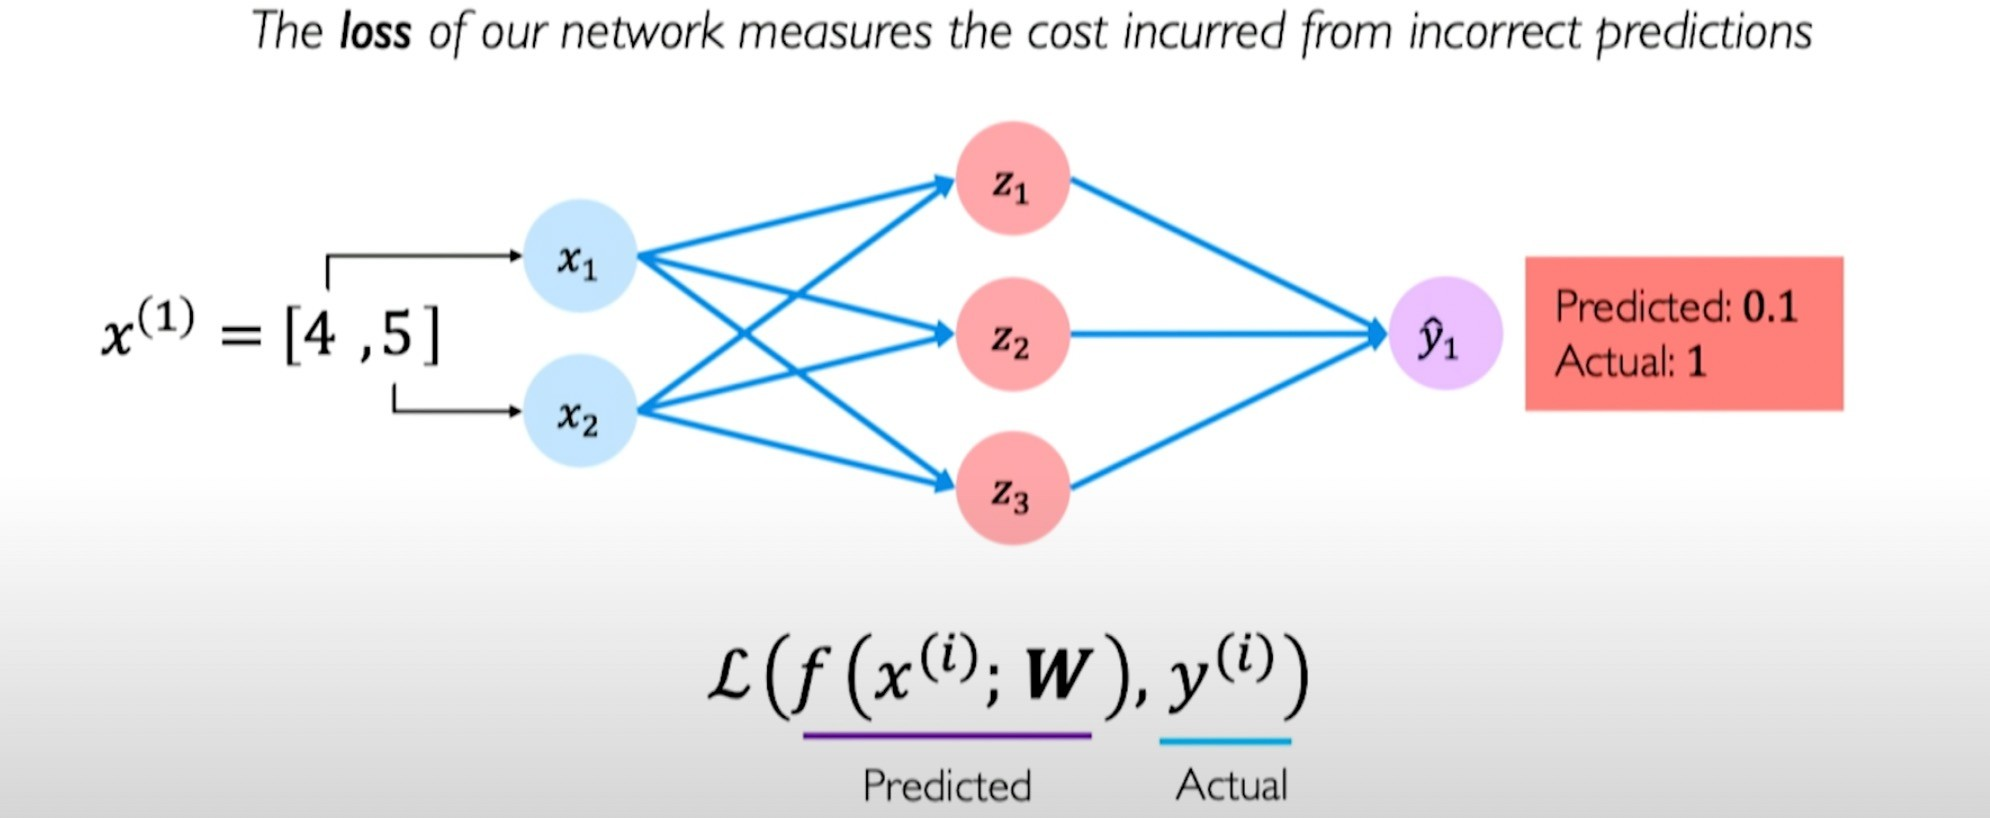 The loss of our network measures the cost incurred from incorrect predictions
z₁
x₁
x⁽¹⁾ = [4 ,5]
z₂
ŷ₁
Predicted: 0.1
Actual: 1
x₂
z₃
ℒ(f(x⁽ⁱ⁾; W), y⁽ⁱ⁾)
Predicted
Actual